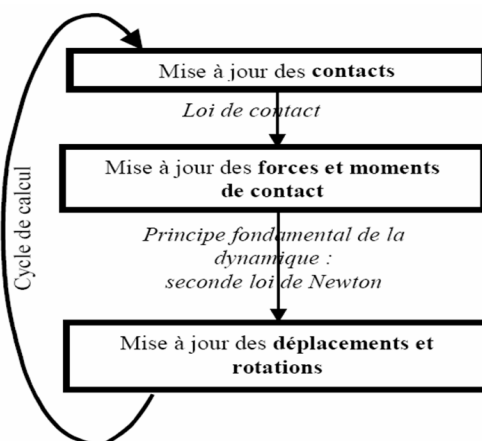 Mise à jour des contacts
Loi de contact
Mise à jour des forces et moments
de contact
Principe fondamental de la
dynamique :
seconde loi de Newton
Mise à jour des déplacements et
rotations
Cycle de calcul